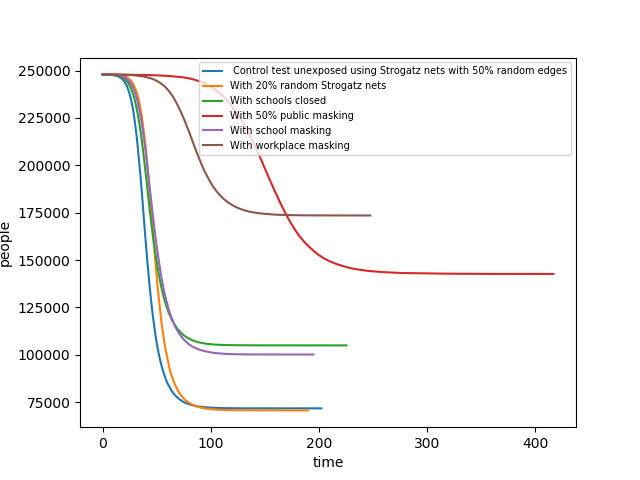 250000
225000
200000
175000
150000
125000
100000
75000
people
0
100
200
300
400
time
Control test unexposed using Strogatz nets with 50% random edges
With 20% random Strogatz nets
With schools closed
With 50% public masking
With school masking
With workplace masking